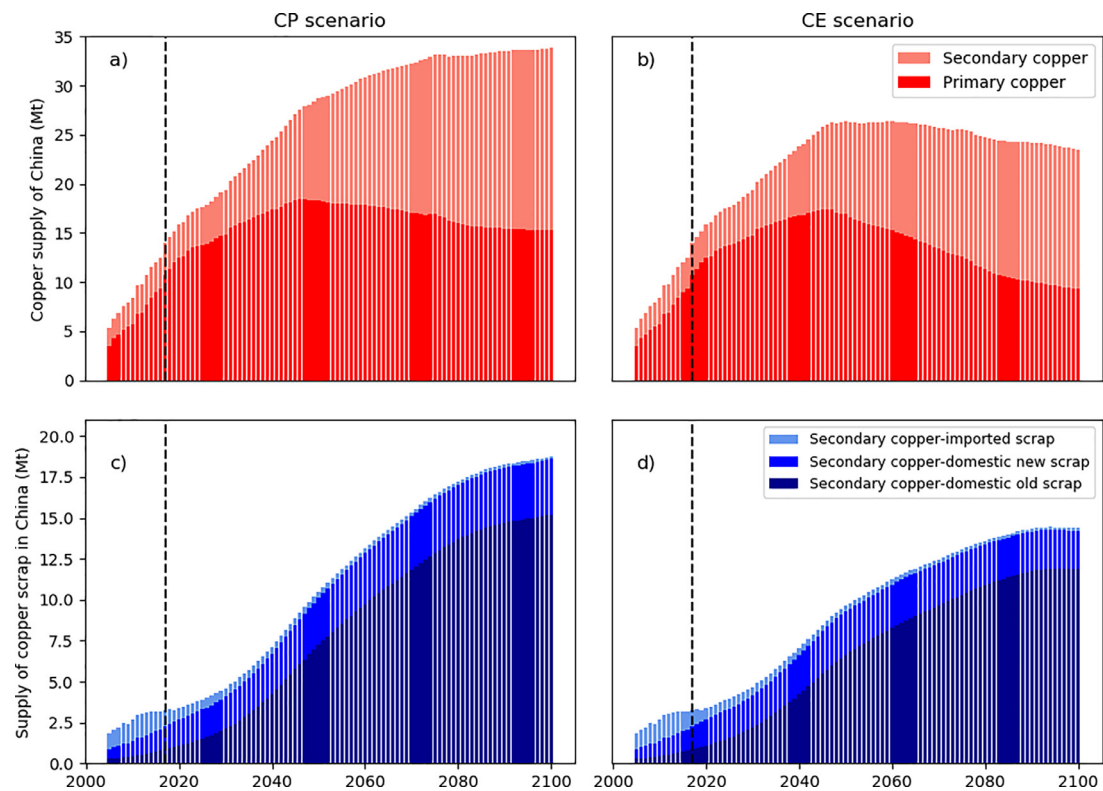 CP scenario
CE scenario
Copper supply of China (Mt)
35
30
25
20
15
10
5
0
a)
b)
Secondary copper
Primary copper
Supply of copper scrap in China (Mt)
20.0
17.5
15.0
12.5
10.0
7.5
5.0
2.5
0.0
c)
d)
Secondary copper-imported scrap
Secondary copper-domestic new scrap
Secondary copper-domestic old scrap
2000 2020 2040 2060 2080 2100
2000 2020 2040 2060 2080 2100